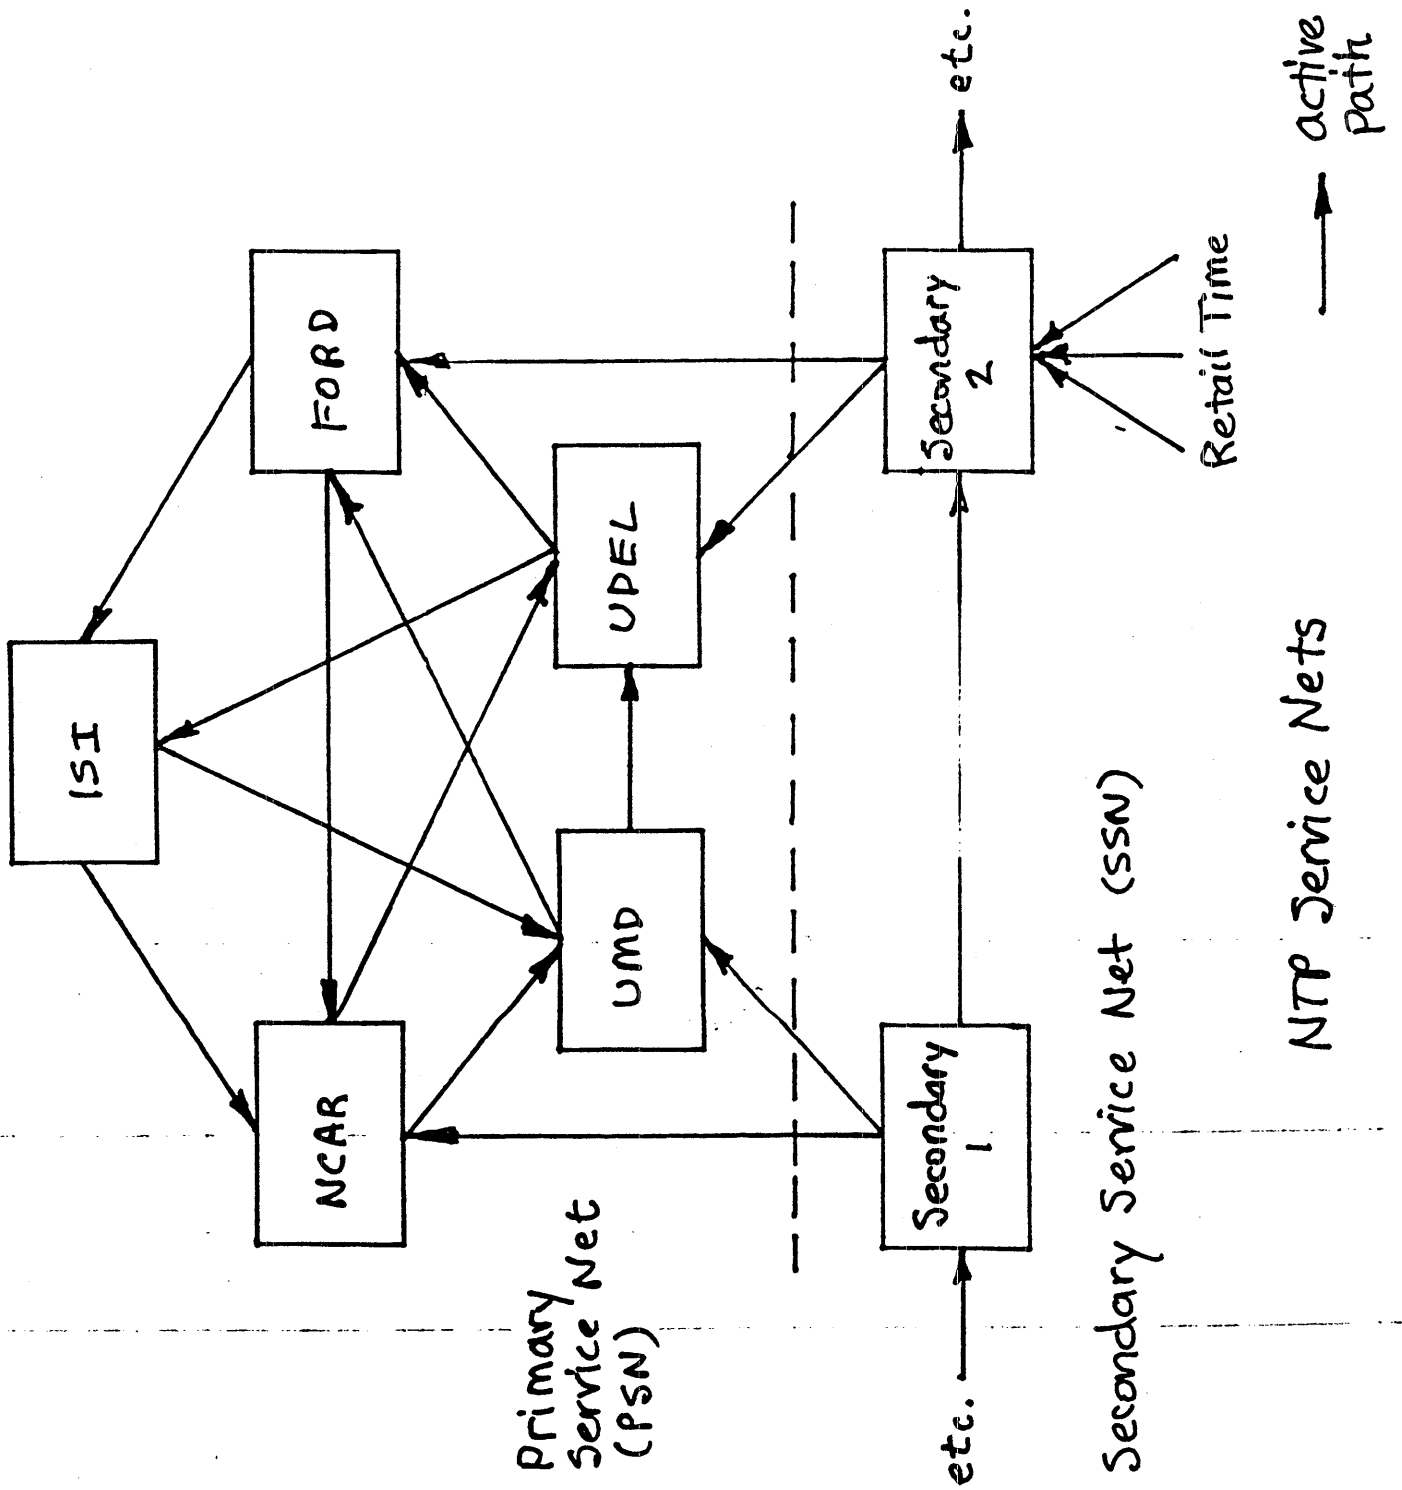 ISI
NCAR
FORD
UMD
UDEL
Primary
Service Net
(PSN)
Secondary
1
Secondary
2
etc.
etc.
Retail Time
Secondary Service Net (SSN)
NTP Service Nets
active
path